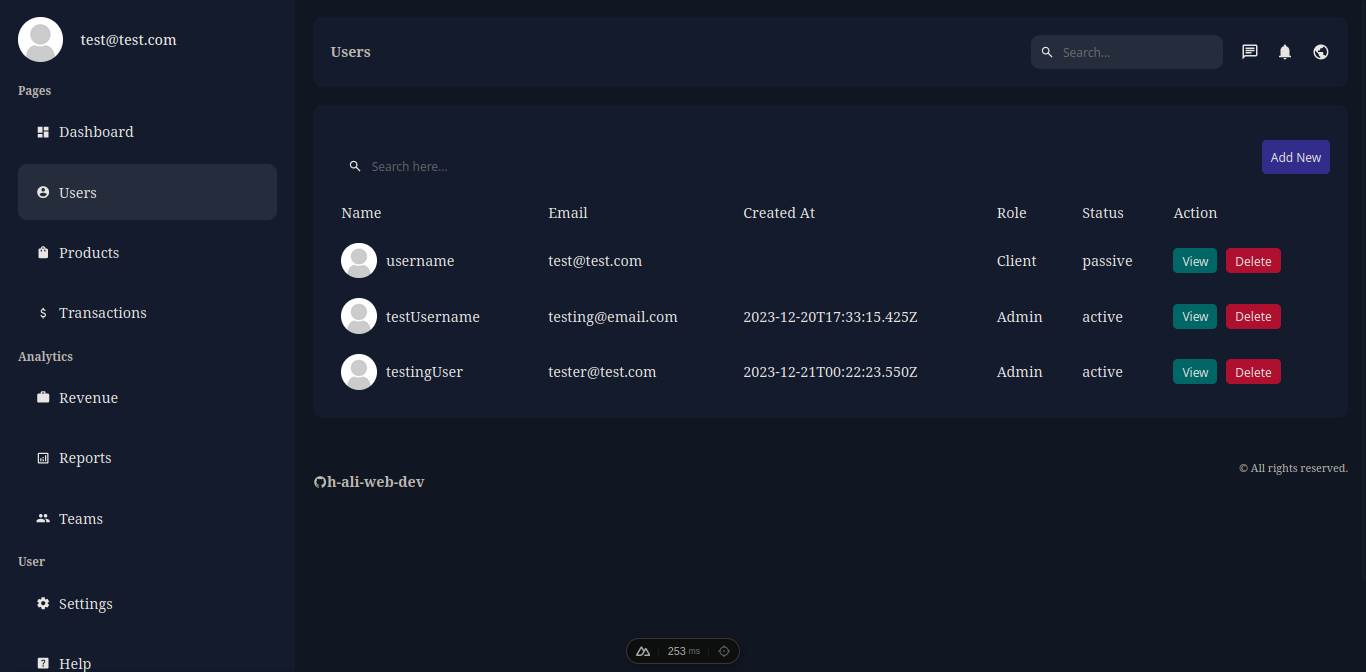 test@test.com
Pages
Dashboard
Users
Products
Transactions
Analytics
Revenue
Reports
Teams
User
Settings
Help
Users
Search...
Search here...
Add New
Name Email Created At Role Status Action
username test@test.com Client passive View Delete
testUsername testing@email.com 2023-12-20T17:33:15.425Z Admin active View Delete
testingUser tester@test.com 2023-12-21T00:22:23.550Z Admin active View Delete
h-ali-web-dev
© All rights reserved.
253 ms